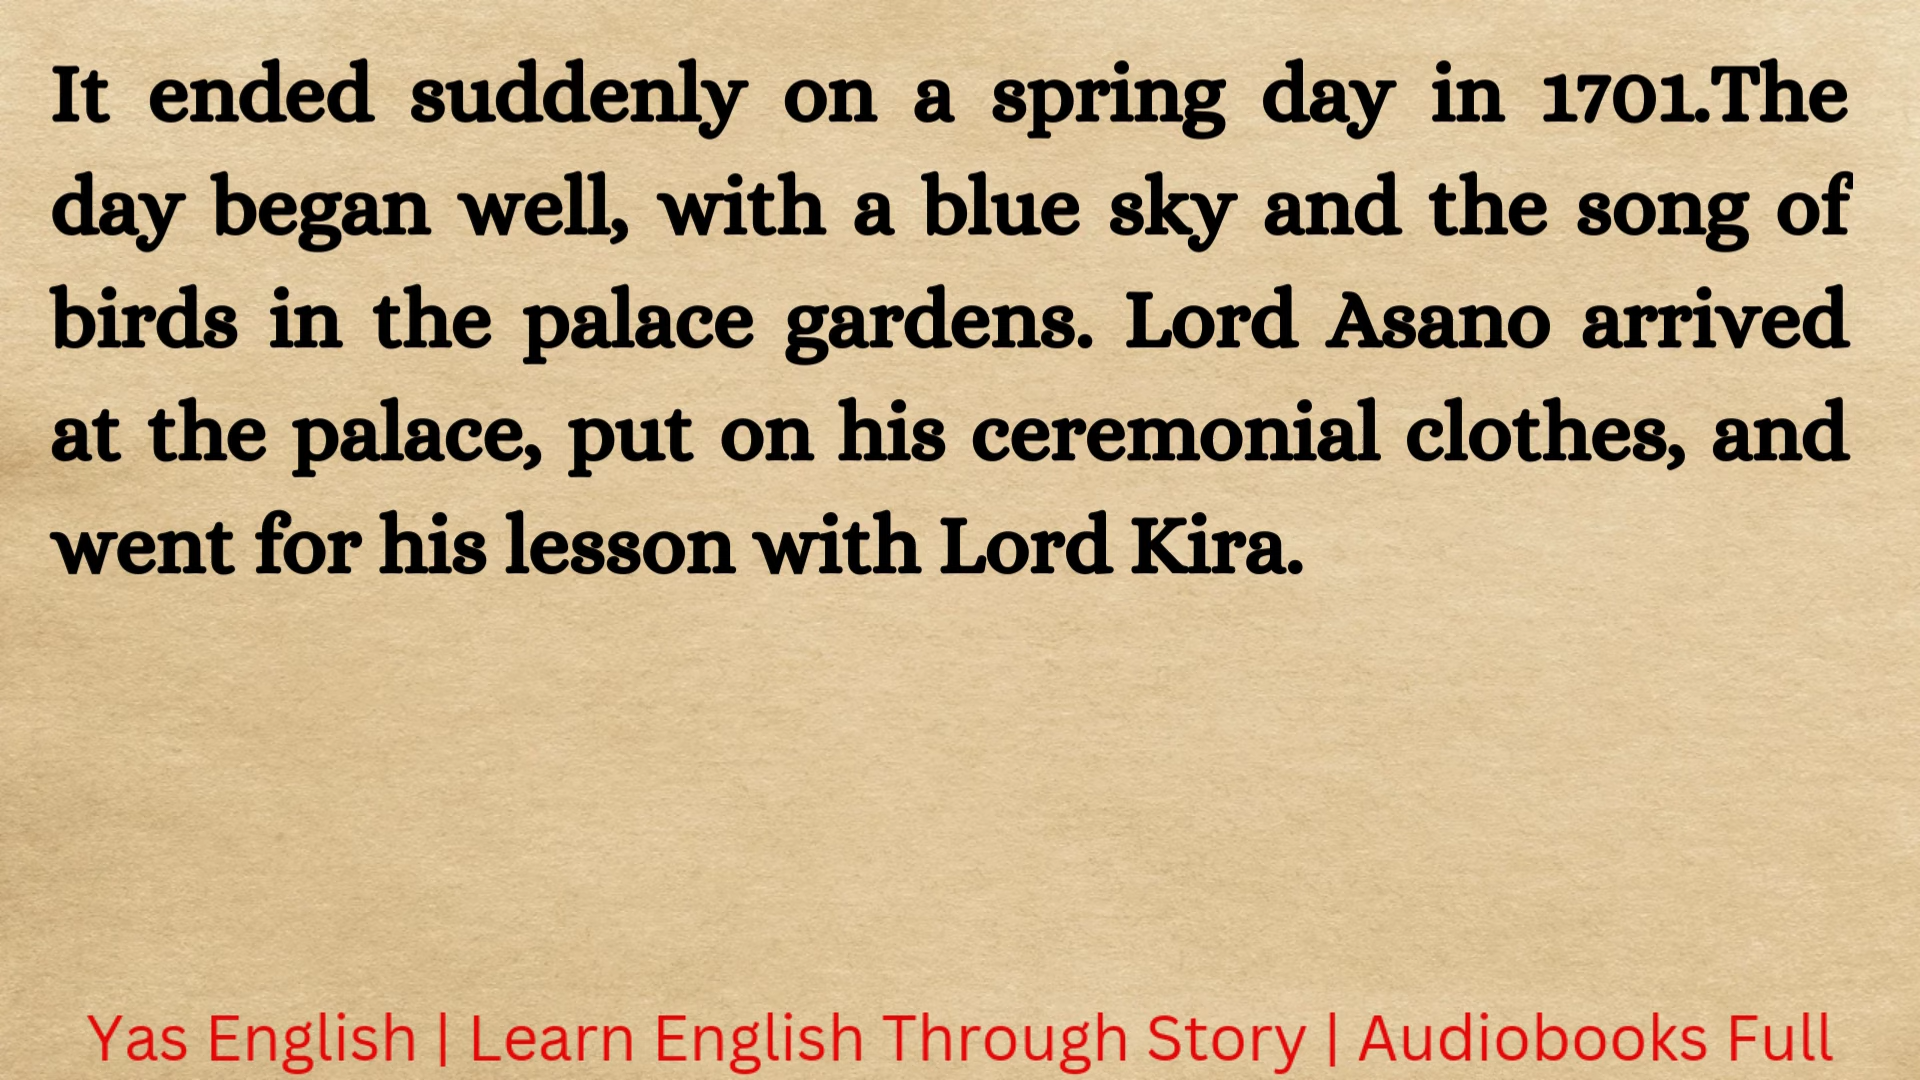 It ended suddenly on a spring day in 1701.The
day began well, with a blue sky and the song of
birds in the palace gardens. Lord Asano arrived
at the palace, put on his ceremonial clothes, and
went for his lesson with Lord Kira.
Yas English | Learn English Through Story | Audiobooks Full